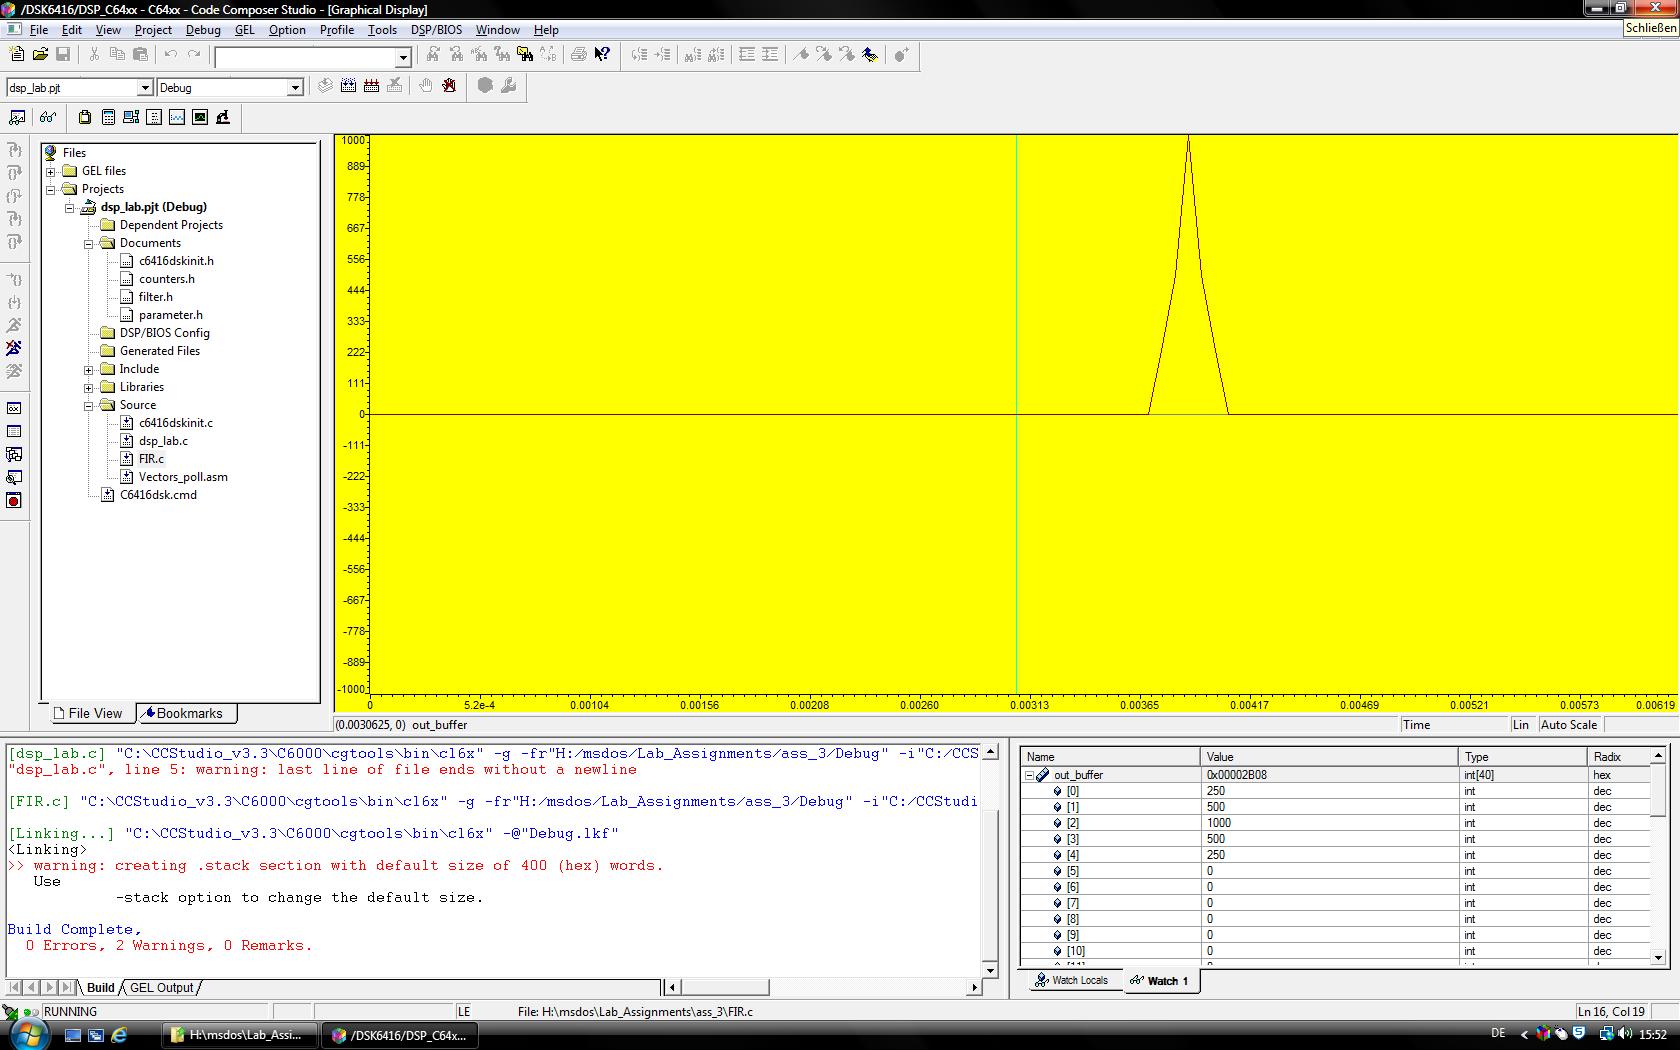 /DSK6416/DSP_C64xx - C64xx - Code Composer Studio - [Graphical Display]
File Edit View Project Debug GEL Option Profile Tools DSP/BIOS Window Help
Schließen
dsp_lab.pjt Debug
Files
GEL files
Projects
dsp_lab.pjt (Debug)
Dependent Projects
Documents
c6416dskinit.h
counters.h
filter.h
parameter.h
DSP/BIOS Config
Generated Files
Include
Libraries
Source
c6416dskinit.c
dsp_lab.c
FIR.c
Vectors_poll.asm
C6416dsk.cmd
File View Bookmarks
1000
889
778
667
556
444
333
222
111
0
-111
-222
-333
-444
-556
-667
-778
-889
-1000
0 5.2e-4 0.00104 0.00156 0.00208 0.00260 0.00313 0.00365 0.00417 0.00469 0.00521 0.00573 0.00619
(0.0030625, 0) out_buffer Time Lin Auto Scale
[dsp_lab.c] "C:\CCStudio_v3.3\C6000\cgtools\bin\cl6x" -g -fr"H:/msdos/Lab_Assignments/ass_3/Debug" -i"C:/CCS
"dsp_lab.c", line 5: warning: last line of file ends without a newline
[FIR.c] "C:\CCStudio_v3.3\C6000\cgtools\bin\cl6x" -g -fr"H:/msdos/Lab_Assignments/ass_3/Debug" -i"C:/CCStudi
[Linking...] "C:\CCStudio_v3.3\C6000\cgtools\bin\cl6x" -@"Debug.lkf"
<Linking>
>> warning: creating .stack section with default size of 400 (hex) words.
Use
-stack option to change the default size.
Build Complete,
0 Errors, 2 Warnings, 0 Remarks.
Build GEL Output
Name Value Type Radix
out_buffer 0x00002B08 int[40] hex
[0] 250 int dec
[1] 500 int dec
[2] 1000 int dec
[3] 500 int dec
[4] 250 int dec
[5] 0 int dec
[6] 0 int dec
[7] 0 int dec
[8] 0 int dec
[9] 0 int dec
[10] 0 int dec
Watch Locals Watch 1
RUNNING LE File: H:\msdos\Lab_Assignments\ass_3\FIR.c Ln 16, Col 19
H:\msdos\Lab_Assi... /DSK6416/DSP_C64x... DE 15:52